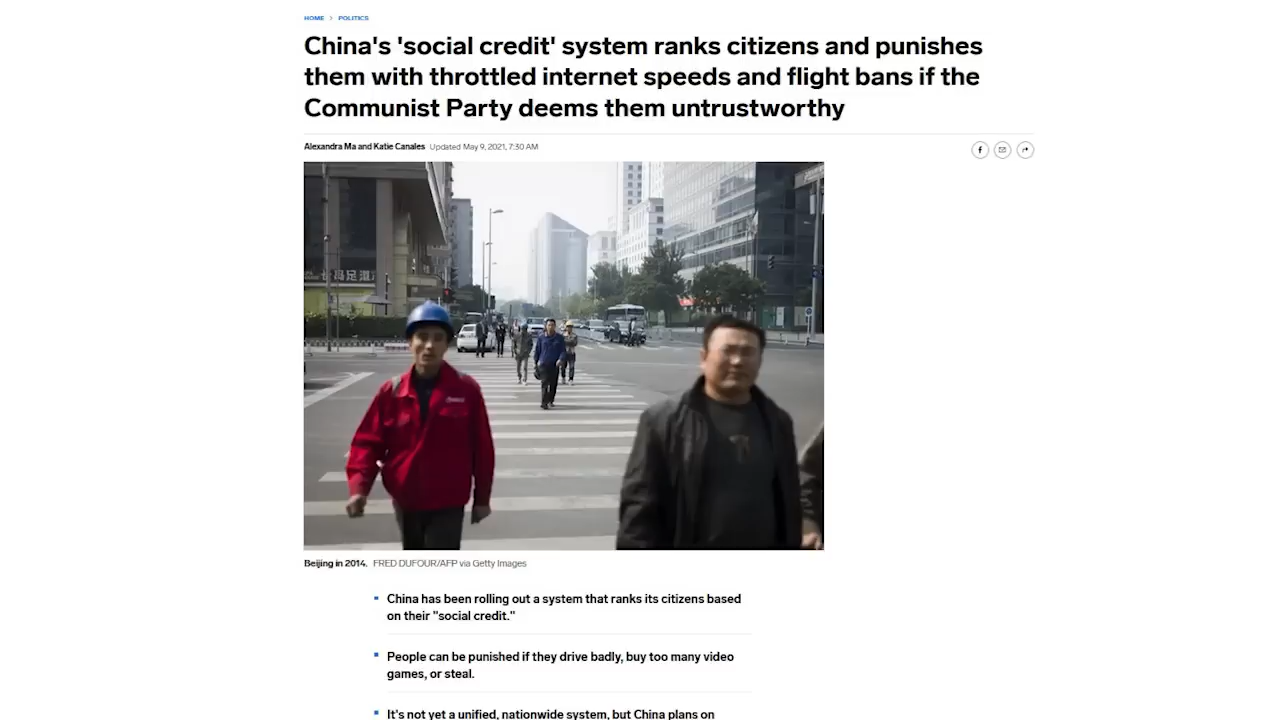 HOME > POLITICS
China's 'social credit' system ranks citizens and punishes
them with throttled internet speeds and flight bans if the
Communist Party deems them untrustworthy
Alexandra Ma and Katie Canales Updated May 9, 2021, 7:30 AM
Beijing in 2014. FRED DUFOUR/AFP via Getty Images
China has been rolling out a system that ranks its citizens based
on their "social credit."
People can be punished if they drive badly, buy too many video
games, or steal.
It's not yet a unified, nationwide system, but China plans on